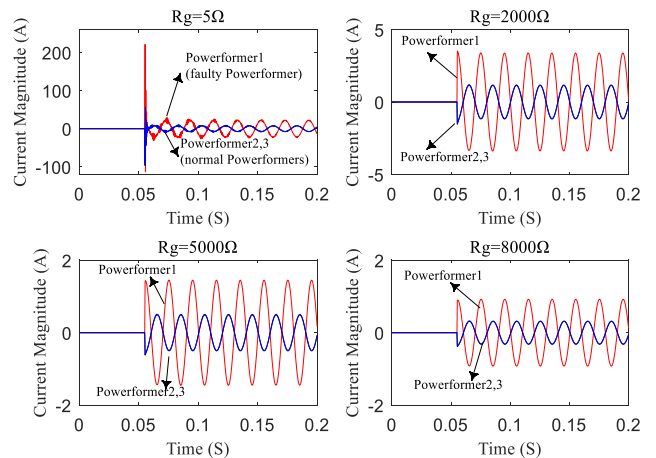 Rg=5Ω
Current Magnitude (A)
200
100
0
-100
Powerformer1
(faulty Powerformer)
Powerformer2,3
(normal Powerformers)
0
0.05
0.1
0.15
0.2
Time (S)
Rg=2000Ω
Current Magnitude (A)
5
0
-5
Powerformer1
Powerformer2,3
0
0.05
0.1
0.15
0.2
Time (S)
Rg=5000Ω
Current Magnitude (A)
2
0
-2
Powerformer1
Powerformer2,3
0
0.05
0.1
0.15
0.2
Time (S)
Rg=8000Ω
Current Magnitude (A)
2
0
-2
Powerformer1
Powerformer2,3
0
0.05
0.1
0.15
0.2
Time (S)